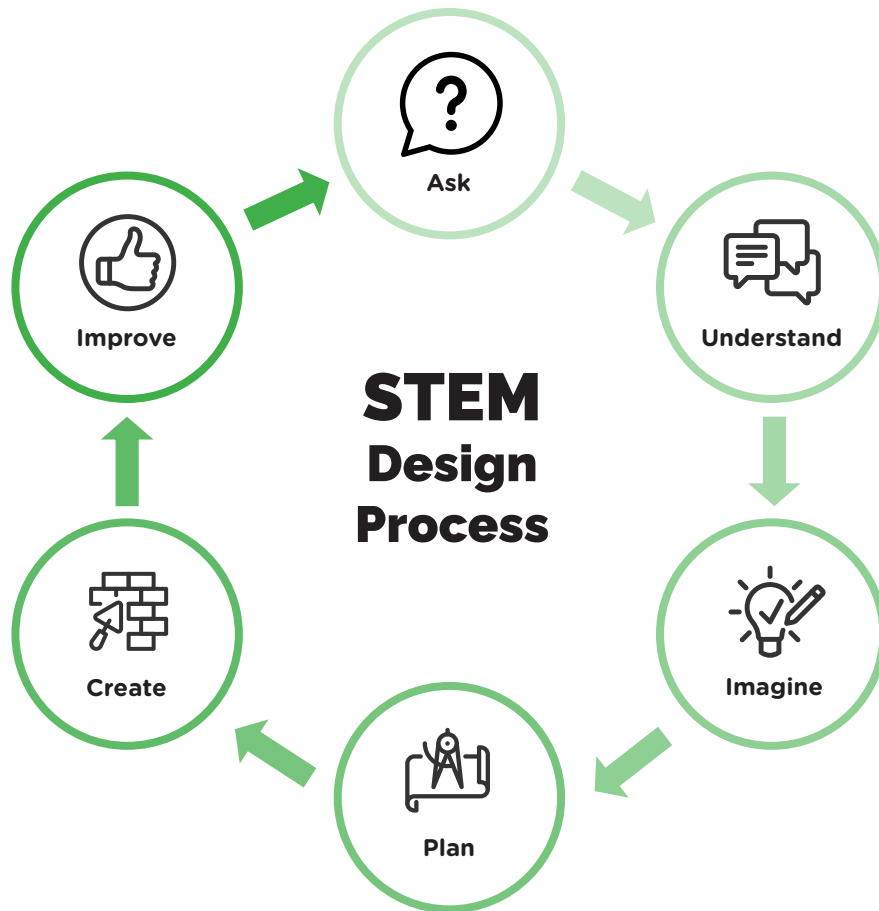 ?
Ask
Understand
Imagine
Plan
Create
Improve
STEM
Design
Process